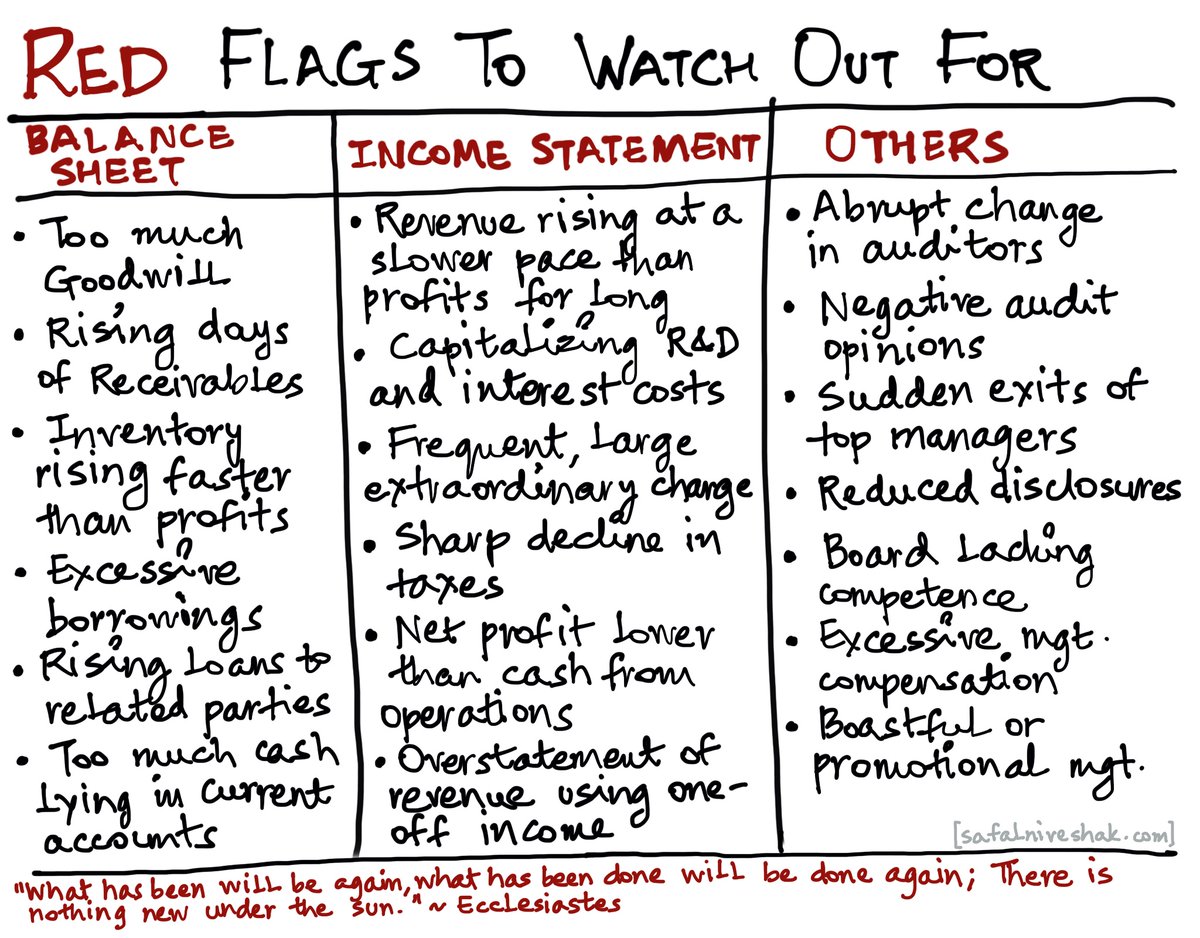 RED FLAGS TO WATCH OUT FOR
BALANCE
SHEET
• Too much
Goodwill
• Rising days
of Receivables
• Inventory
rising faster
than profits
• Excessive
borrowings
• Rising Loans to
related parties
• Too much cash
Lying in current
accounts
INCOME STATEMENT
• Revenue rising at a
slower pace than
profits for long
• Capitalizing R&D
and interest costs
• Frequent, Large
extraordinary change
• Sharp decline in
taxes
• Net profit lower
than cash from
operations
• Overstatement of
revenue using one-
off income
OTHERS
• Abrupt change
in auditors
• Negative audit
opinions
• Sudden exits of
top managers
• Reduced disclosures
• Board Lacking
competence
• Excessive mgt.
compensation
• Boastful or
promotional mgt.
[safalniveshak.com]
"What has been will be again, what has been done will be done again; There is
nothing new under the sun." ~ Ecclesiastes